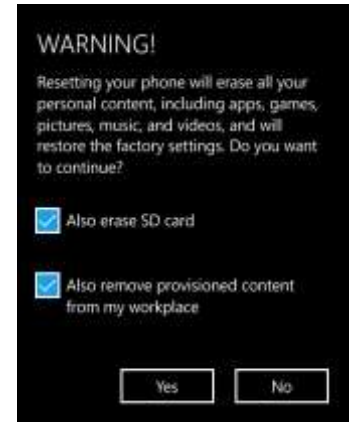 WARNING!
Resetting your phone will erase all your
personal content, including apps, games,
pictures, music, and videos, and will
restore the factory settings. Do you want
to continue?
Also erase SD card
Also remove provisioned content
from my workplace
Yes
No